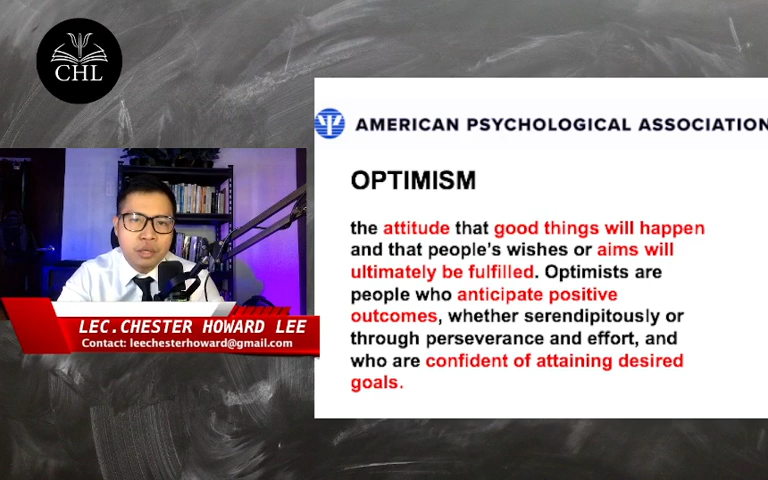 CHL
AMERICAN PSYCHOLOGICAL ASSOCIATION
OPTIMISM
the attitude that good things will happen
and that people's wishes or aims will
ultimately be fulfilled. Optimists are
people who anticipate positive
outcomes, whether serendipitously or
through perseverance and effort, and
who are confident of attaining desired
goals.
LEC.CHESTER HOWARD LEE
Contact: leechesterhoward@gmail.com